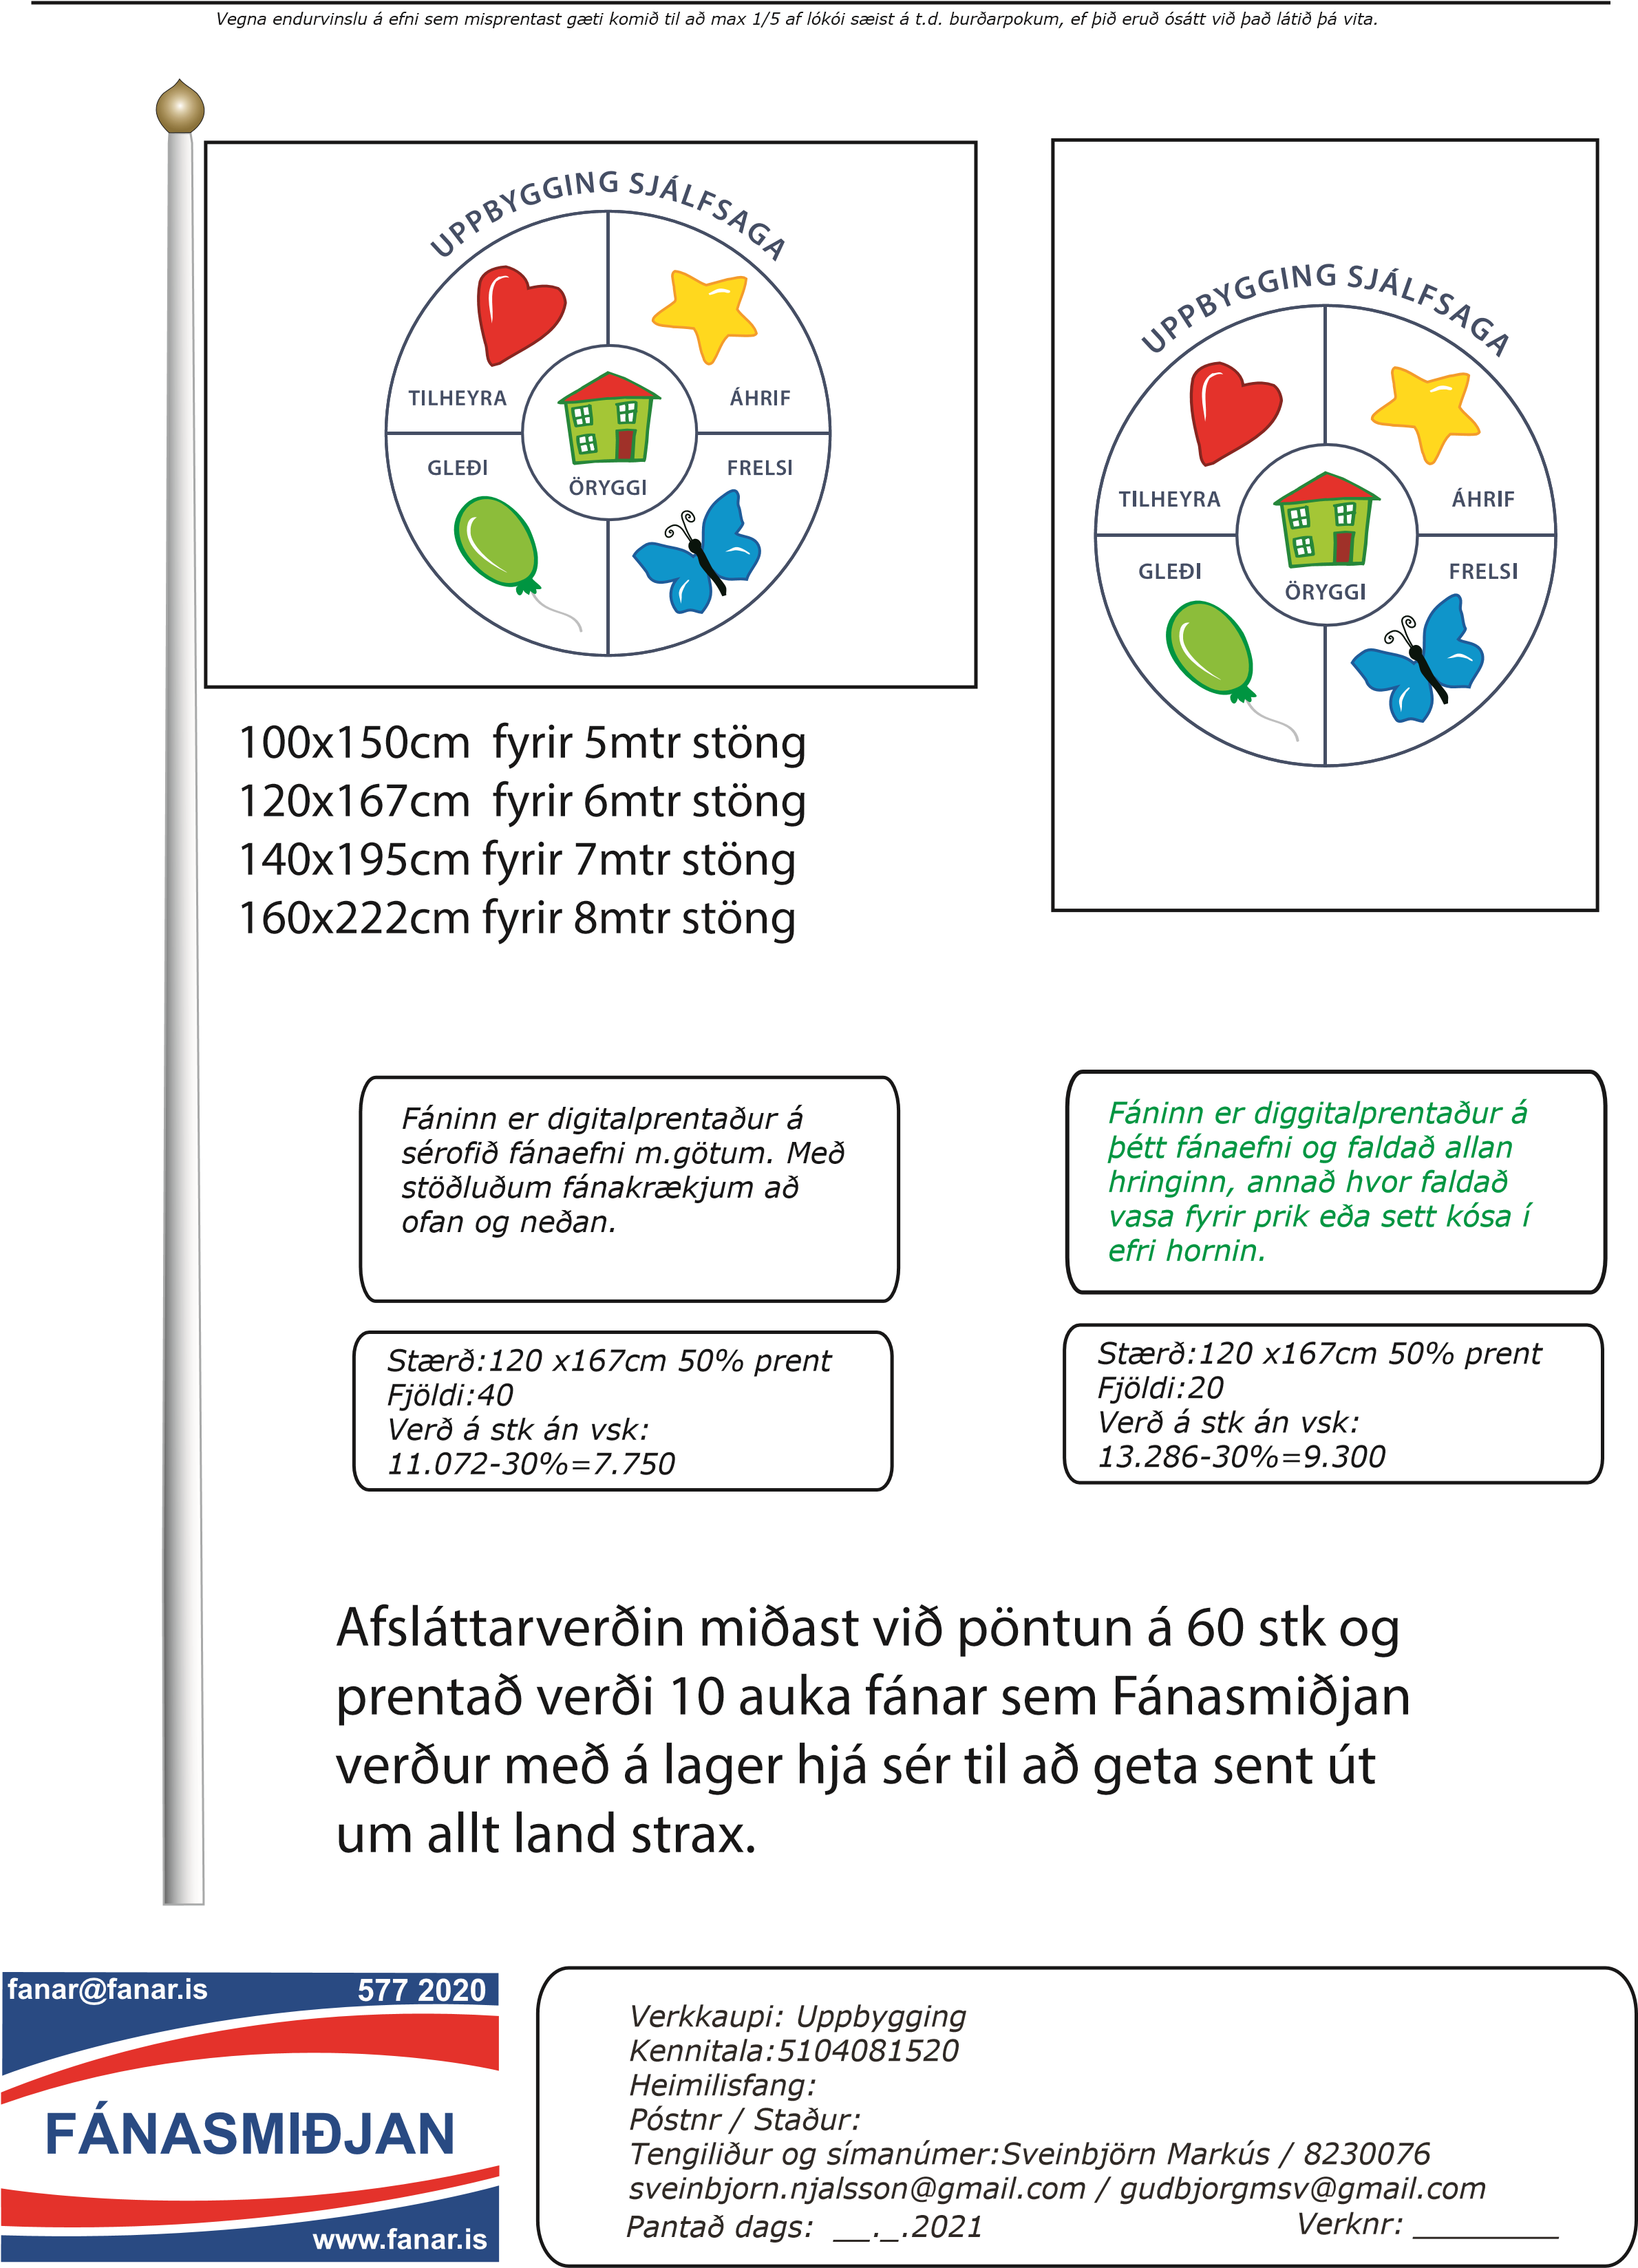 Vegna endurvinslu á efni sem misprentast gæti komið til að max 1/5 af lókói sæist á t.d. burðarpokum, ef þið eruð ósátt við það látið þá vita.
UPPBYGGING SJÁLFSAGA
TILHEYRA
ÁHRIF
GLEÐI
FRELSI
ÖRYGGI
UPPBYGGING SJÁLFSAGA
TILHEYRA
ÁHRIF
GLEÐI
FRELSI
ÖRYGGI
100x150cm fyrir 5mtr stöng
120x167cm fyrir 6mtr stöng
140x195cm fyrir 7mtr stöng
160x222cm fyrir 8mtr stöng
Fáninn er digitalprentaður á
sérofið fánaefni m.götum. Með
stöðluðum fánakrækjum að
ofan og neðan.
Fáninn er diggitalprentaður á
þétt fánaefni og faldað allan
hringinn, annað hvor faldað
vasa fyrir prik eða sett kósa í
efri hornin.
Stærð:120 x167cm 50% prent
Fjöldi:40
Verð á stk án vsk:
11.072-30%=7.750
Stærð:120 x167cm 50% prent
Fjöldi:20
Verð á stk án vsk:
13.286-30%=9.300
Afsláttarverðin miðast við pöntun á 60 stk og
prentað verði 10 auka fánar sem Fánasmiðjan
verður með á lager hjá sér til að geta sent út
um allt land strax.
fanar@fanar.is 577 2020
FÁNASMIÐJAN
www.fanar.is
Verkkaupi: Uppbygging
Kennitala:5104081520
Heimilisfang:
Póstnr / Staður:
Tengiliður og símanúmer:Sveinbjörn Markús / 8230076
sveinbjorn.njalsson@gmail.com / gudbjorgmsv@gmail.com
Pantað dags: __._.2021 Verknr: ________